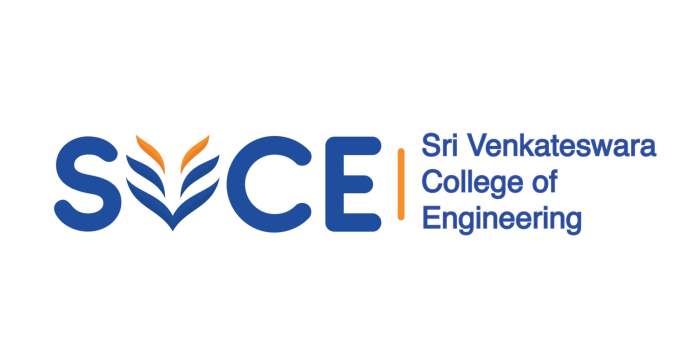 SVCE
Sri Venkateswara
College of
Engineering